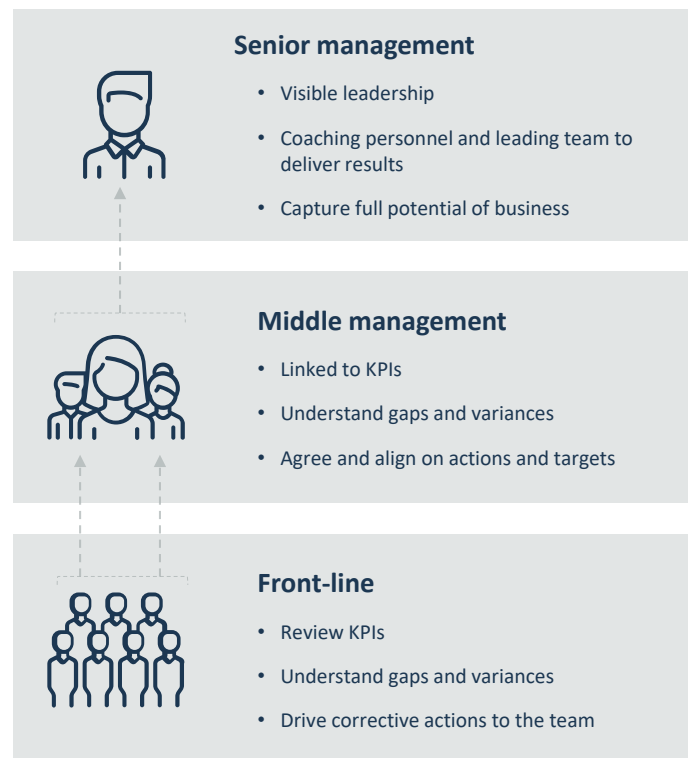 Senior management
• Visible leadership
• Coaching personnel and leading team to
deliver results
• Capture full potential of business
Middle management
• Linked to KPIs
• Understand gaps and variances
• Agree and align on actions and targets
Front-line
• Review KPIs
• Understand gaps and variances
• Drive corrective actions to the team